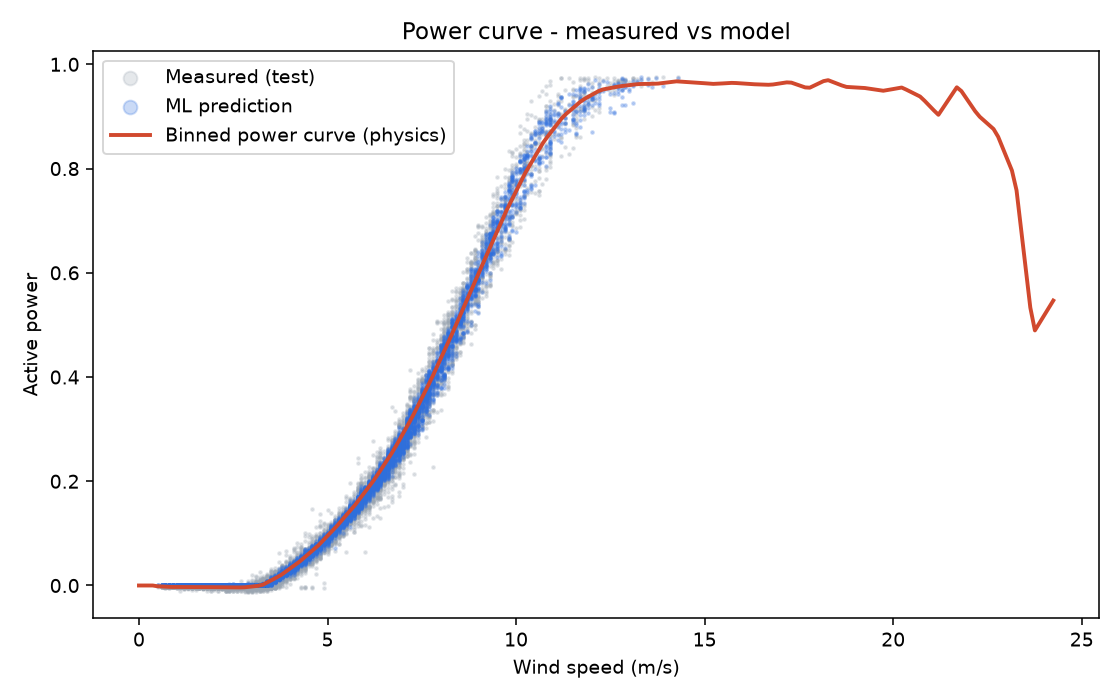 Power curve - measured vs model
Measured (test)
ML prediction
Binned power curve (physics)
Active power
1.0
0.8
0.6
0.4
0.2
0.0
0 5 10 15 20 25
Wind speed (m/s)